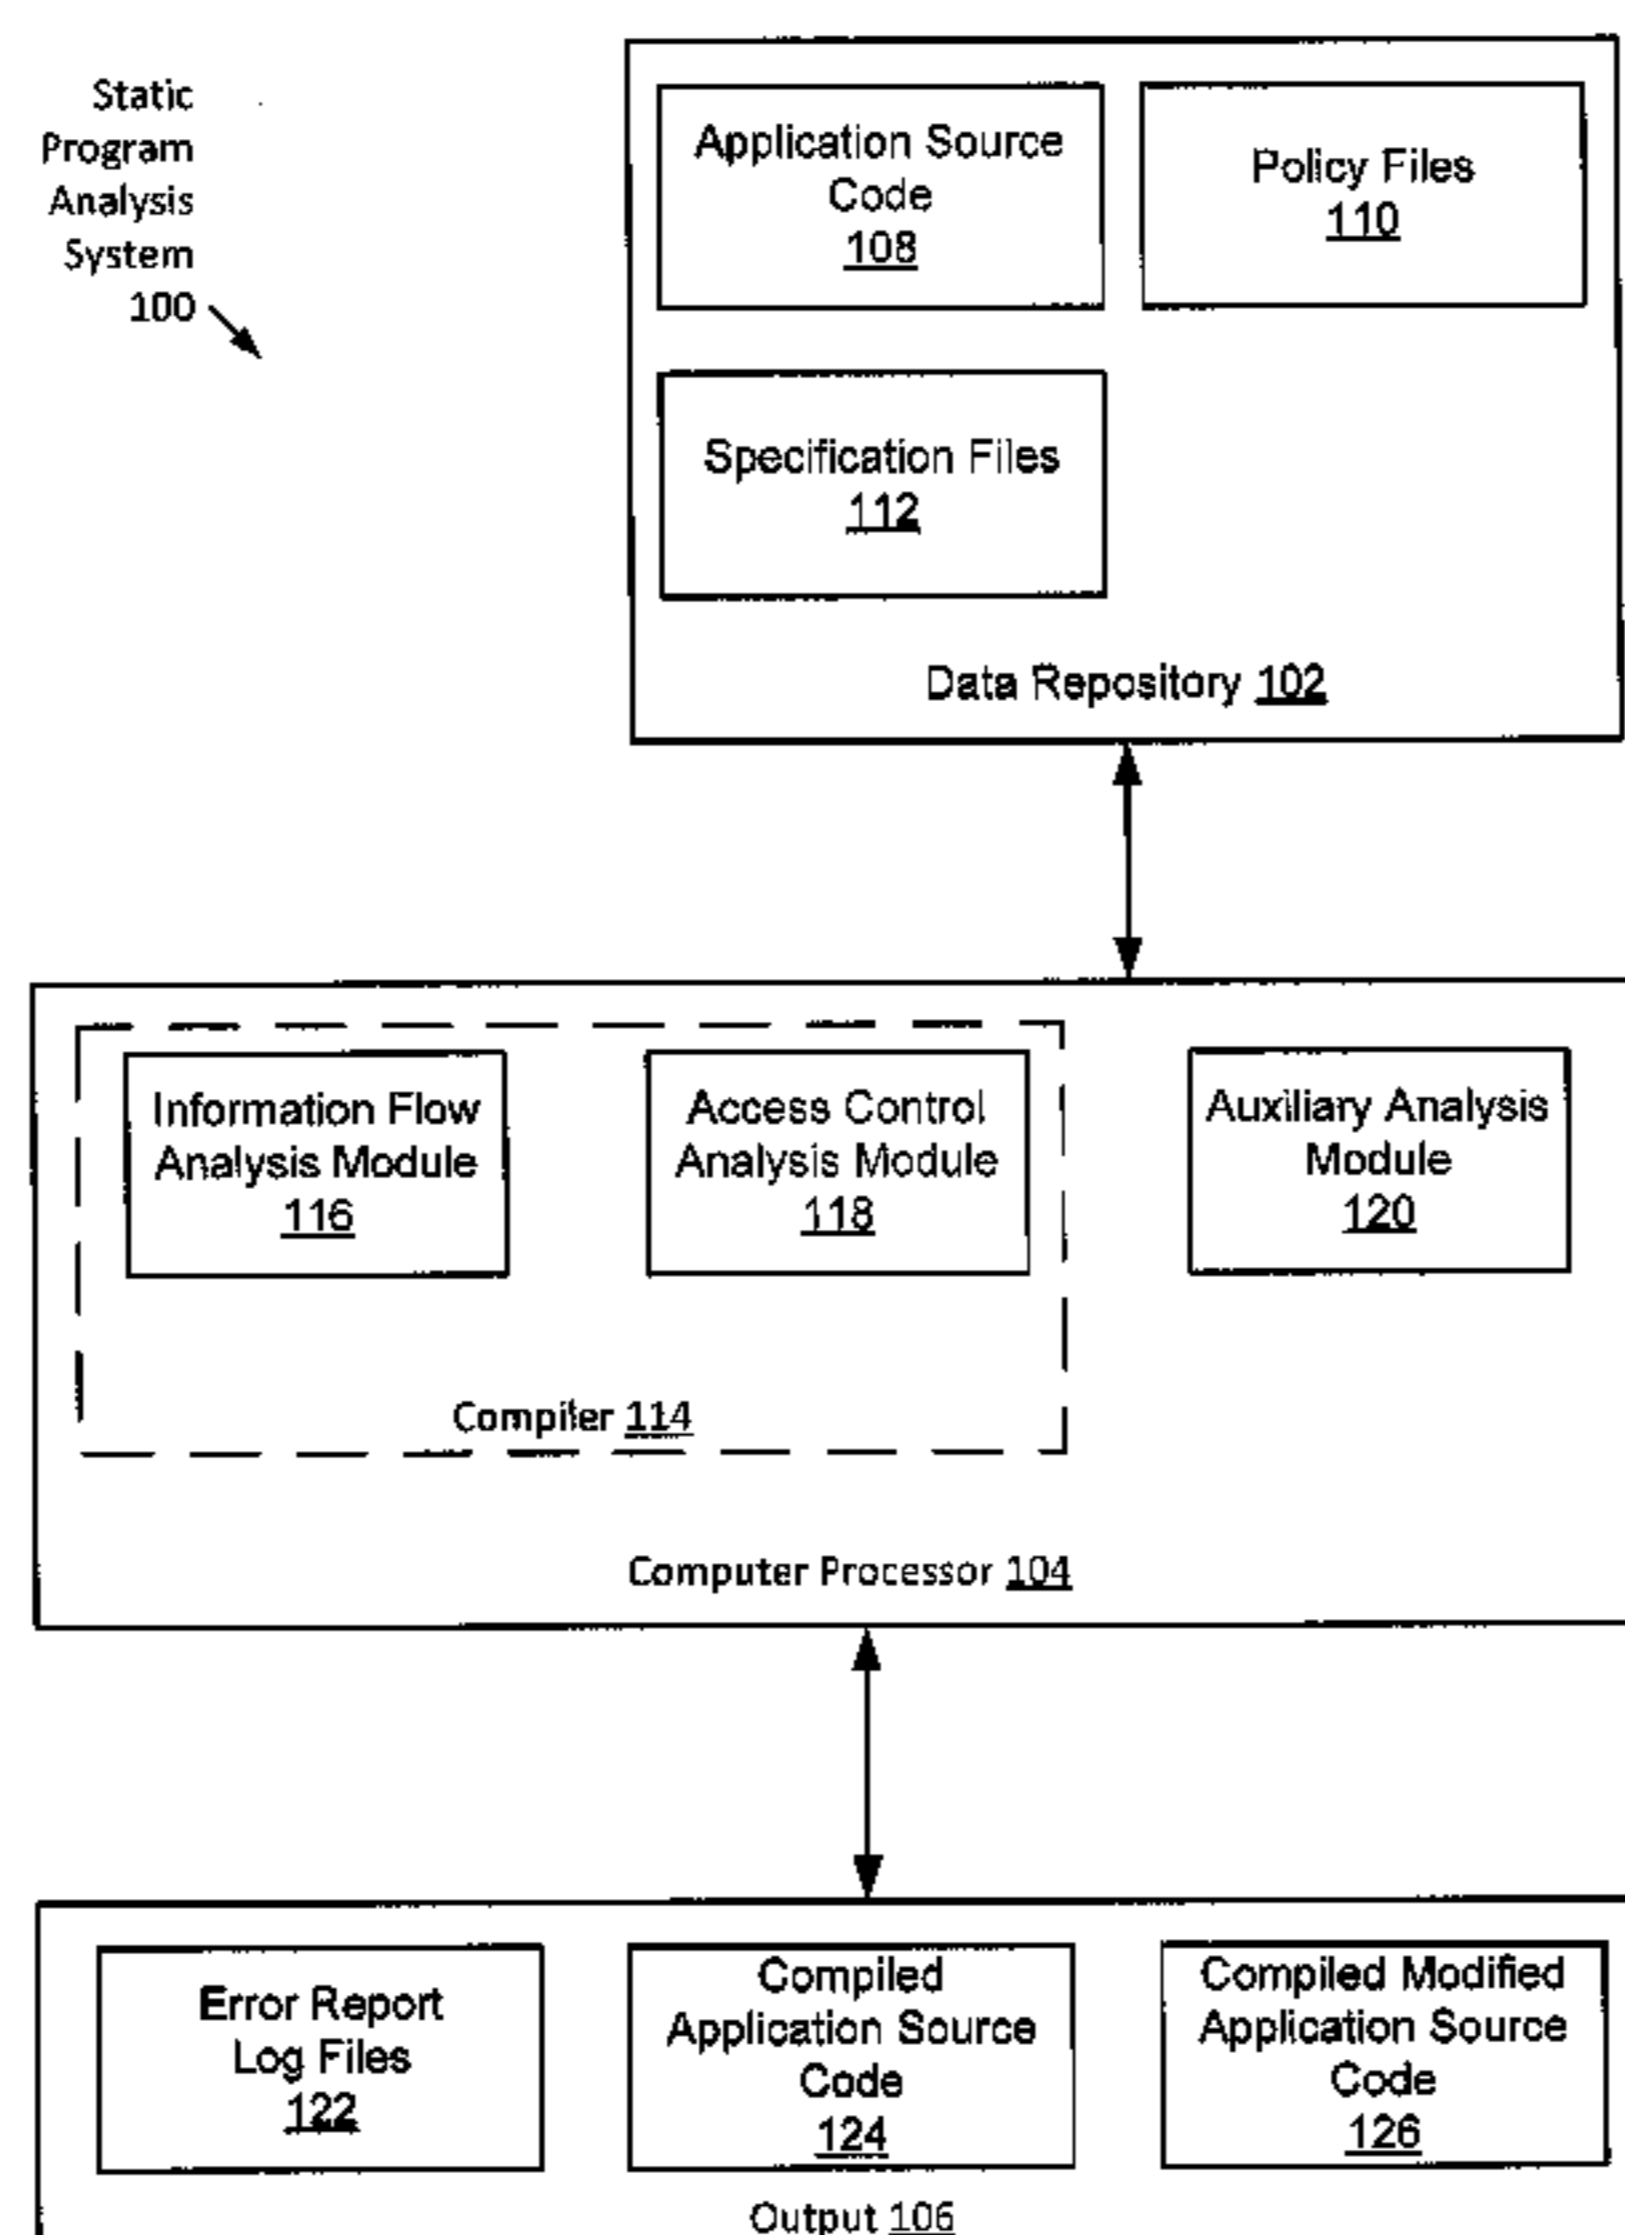 Static
Program
Analysis
System
100
Application Source
Code
108
Policy Files
110
Specification Files
112
Data Repository 102
Information Flow
Analysis Module
116
Access Control
Analysis Module
118
Auxiliary Analysis
Module
120
Compiler 114
Computer Processor 104
Error Report
Log Files
122
Compiled
Application Source
Code
124
Compiled Modified
Application Source
Code
126
Output 106